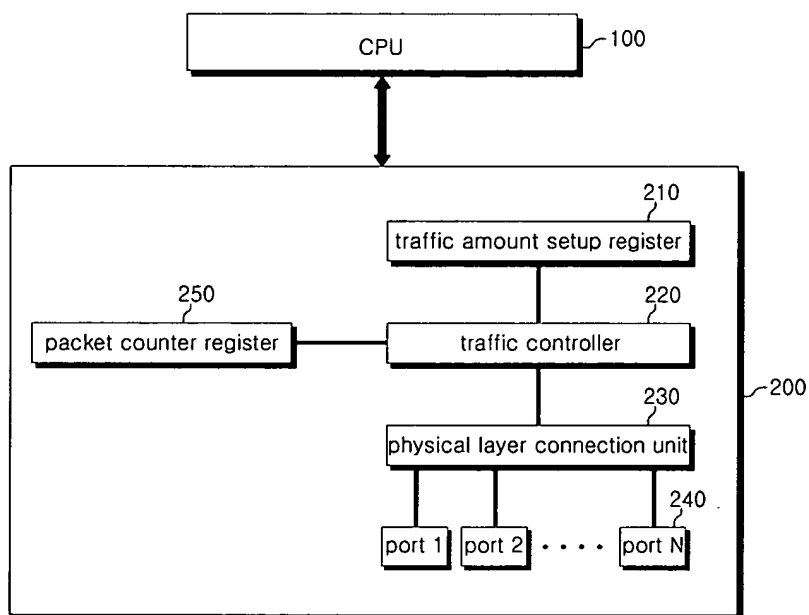 CPU
100
210
traffic amount setup register
250
220
packet counter register
traffic controller
200
230
physical layer connection unit
240
port 1 port 2 · · · · port N